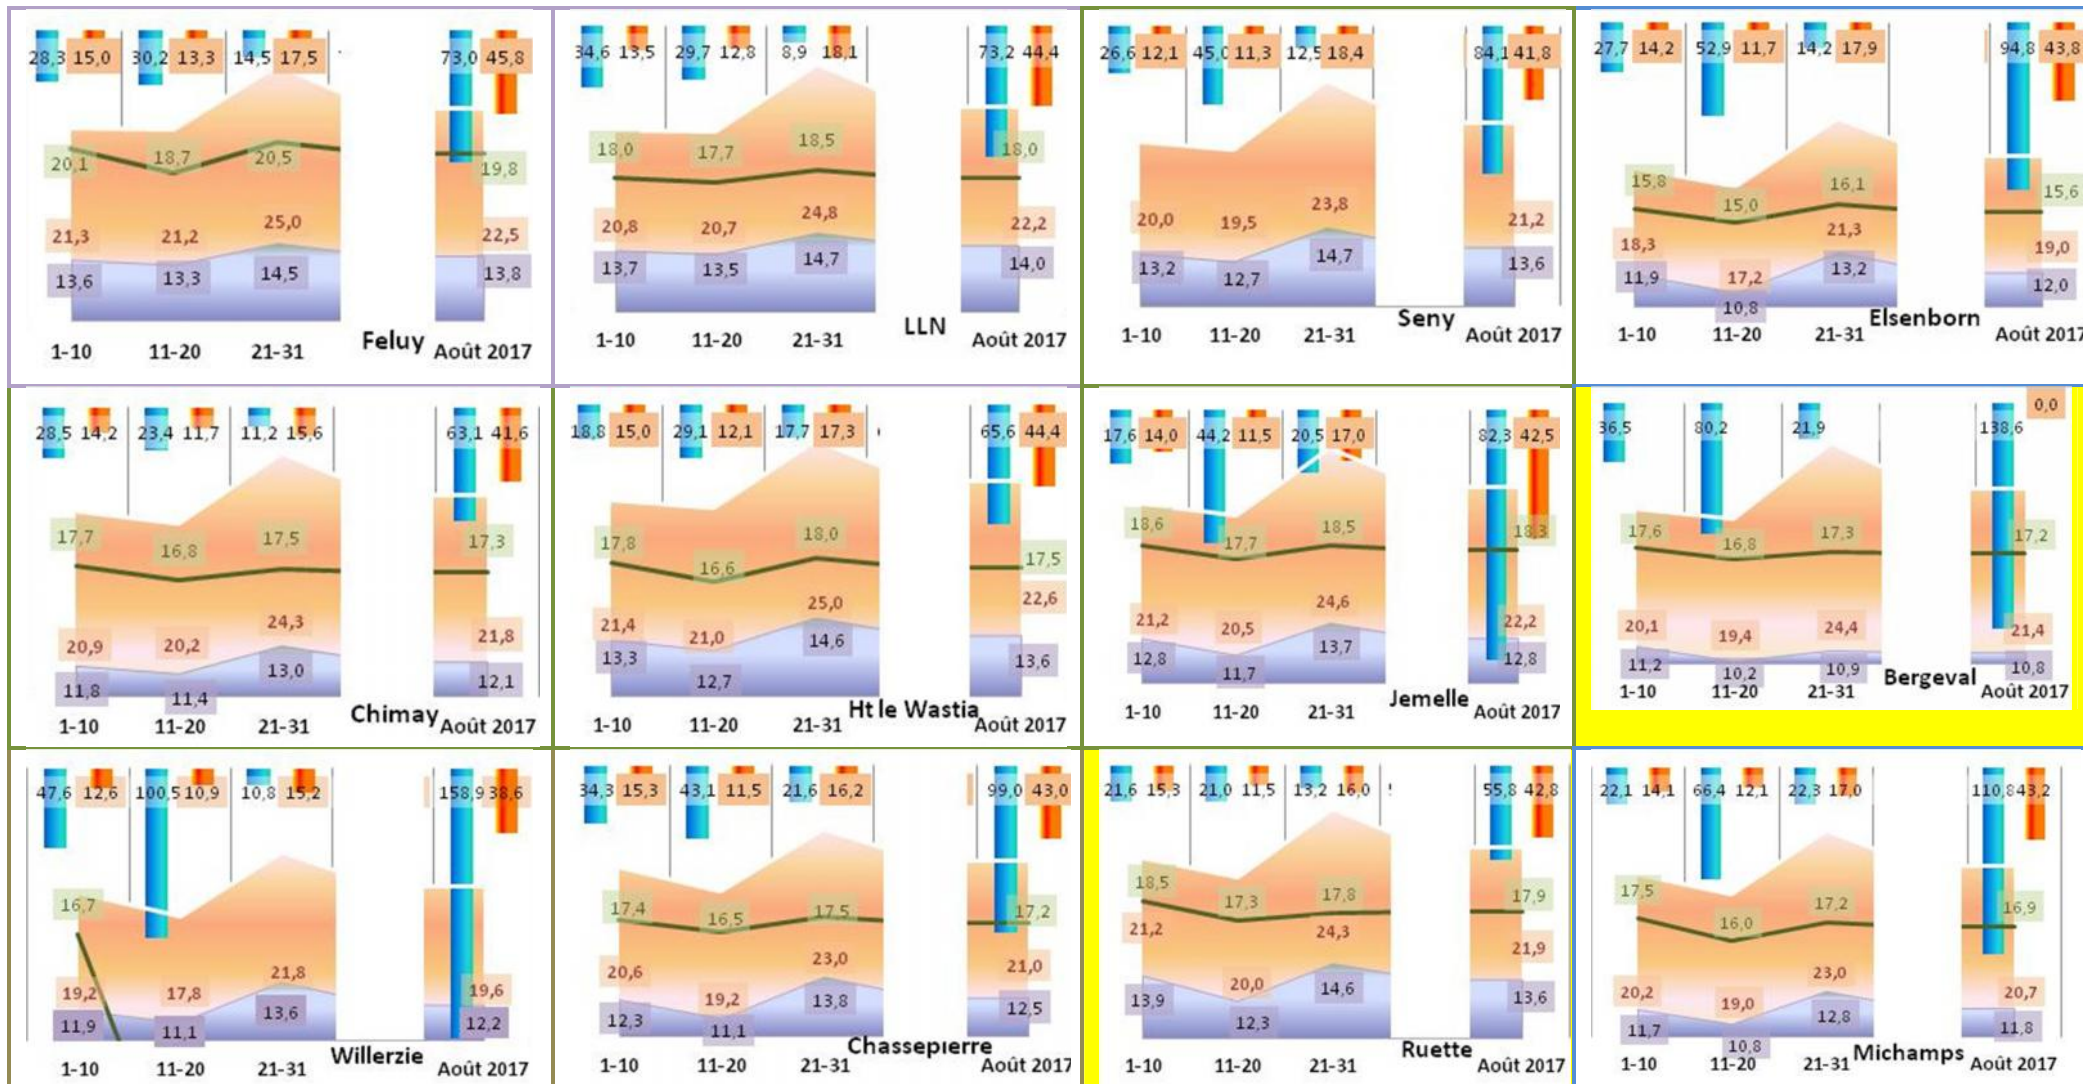 28,3 15,0 30,2 13,3 14,5 17,5 73,0 45,8
20,1 18,7 20,5 19,8
21,3 21,2 25,0 22,5
13,6 13,3 14,5 13,8
Feluy
1-10 11-20 21-31 Août 2017
34,6 13,5 29,7 12,8 8,9 18,1 73,2 44,4
18,0 17,7 18,5 18,0
20,8 20,7 24,8 22,2
13,7 13,5 14,7 14,0
LLN
1-10 11-20 21-31 Août 2017
26,6 12,1 45,0 11,3 12,5 18,4 84,1 41,8
20,0 19,5 23,8 21,2
13,2 12,7 14,7 13,6
Seny
1-10 11-20 21-31 Août 2017
27,7 14,2 52,9 11,7 14,2 17,9 94,8 43,8
15,8 15,0 16,1 15,6
18,3 17,2 21,3 19,0
11,9 10,8 13,2 12,0
Elsenborn
1-10 11-20 21-31 Août 2017
28,5 14,2 23,4 11,7 11,2 15,6 63,1 41,6
17,7 16,8 17,5 17,3
20,9 20,2 24,3 21,8
11,8 11,4 13,0 12,1
Chimay
1-10 11-20 21-31 Août 2017
18,8 15,0 29,1 12,1 17,7 17,3 65,6 44,4
17,8 16,6 18,0 17,5
21,4 21,0 25,0 22,6
13,3 12,7 14,6 13,6
Ht le Wastia
1-10 11-20 21-31 Août 2017
17,6 14,0 44,2 11,5 20,5 17,0 82,3 42,5
18,6 17,7 18,5 18,3
21,2 20,5 24,6 22,2
12,8 11,7 13,7 12,8
Jemelle
1-10 11-20 21-31 Août 2017
0,0
36,5 80,2 21,9 138,6
17,6 16,8 17,3 17,2
20,1 19,4 24,4 21,4
11,2 10,2 10,9 10,8
Bergeval
1-10 11-20 21-31 Août 2017
47,6 12,6 100,5 10,9 10,8 15,2 158,9 38,6
16,7
19,2 17,8 21,8 19,6
11,9 11,1 13,6 12,2
Willerzie
1-10 11-20 21-31 Août 2017
34,3 15,3 43,1 11,5 21,6 16,2 99,0 43,0
17,4 16,5 17,5 17,2
20,6 19,2 23,0 21,0
12,3 11,1 13,8 12,5
Chassepierre
1-10 11-20 21-31 Août 2017
21,6 15,3 21,0 11,5 13,2 16,0 55,8 42,8
18,5 17,3 17,8 17,9
21,2 20,0 24,3 21,9
13,9 12,3 14,6 13,6
Ruette
1-10 11-20 21-31 Août 2017
22,1 14,1 66,4 12,1 22,3 17,0 110,8 43,2
17,5 16,0 17,2 16,9
20,2 19,0 23,0 20,7
11,7 10,8 12,8 11,8
Michamps
1-10 11-20 21-31 Août 2017